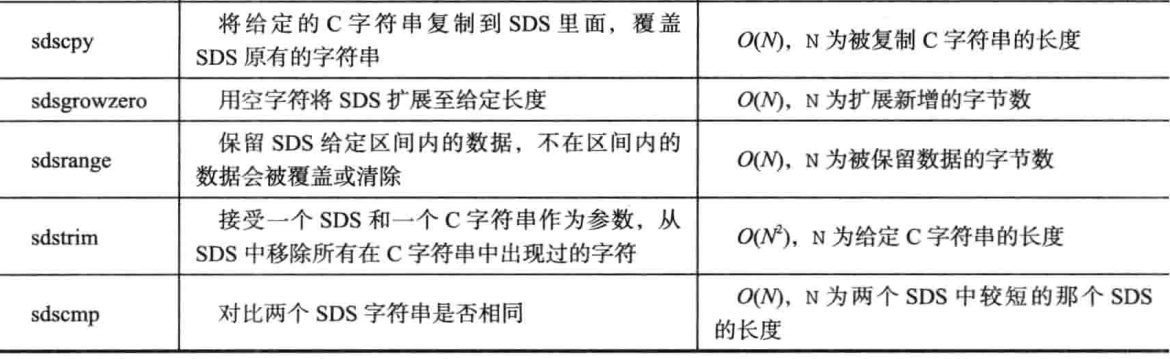 sdscpy 将给定的 C 字符串复制到 SDS 里面，覆盖 SDS 原有的字符串 O(N)，N 为被复制 C 字符串的长度
sdsgrowzero 用空字符将 SDS 扩展至给定长度 O(N)，N 为扩展新增的字节数
sdsrange 保留 SDS 给定区间内的数据，不在区间内的数据会被覆盖或清除 O(N)，N 为被保留数据的字节数
sdstrim 接受一个 SDS 和一个 C 字符串作为参数，从 SDS 中移除所有在 C 字符串中出现过的字符 O(N²)，N 为给定 C 字符串的长度
sdscmp 对比两个 SDS 字符串是否相同 O(N)，N 为两个 SDS 中较短的那个 SDS 的长度